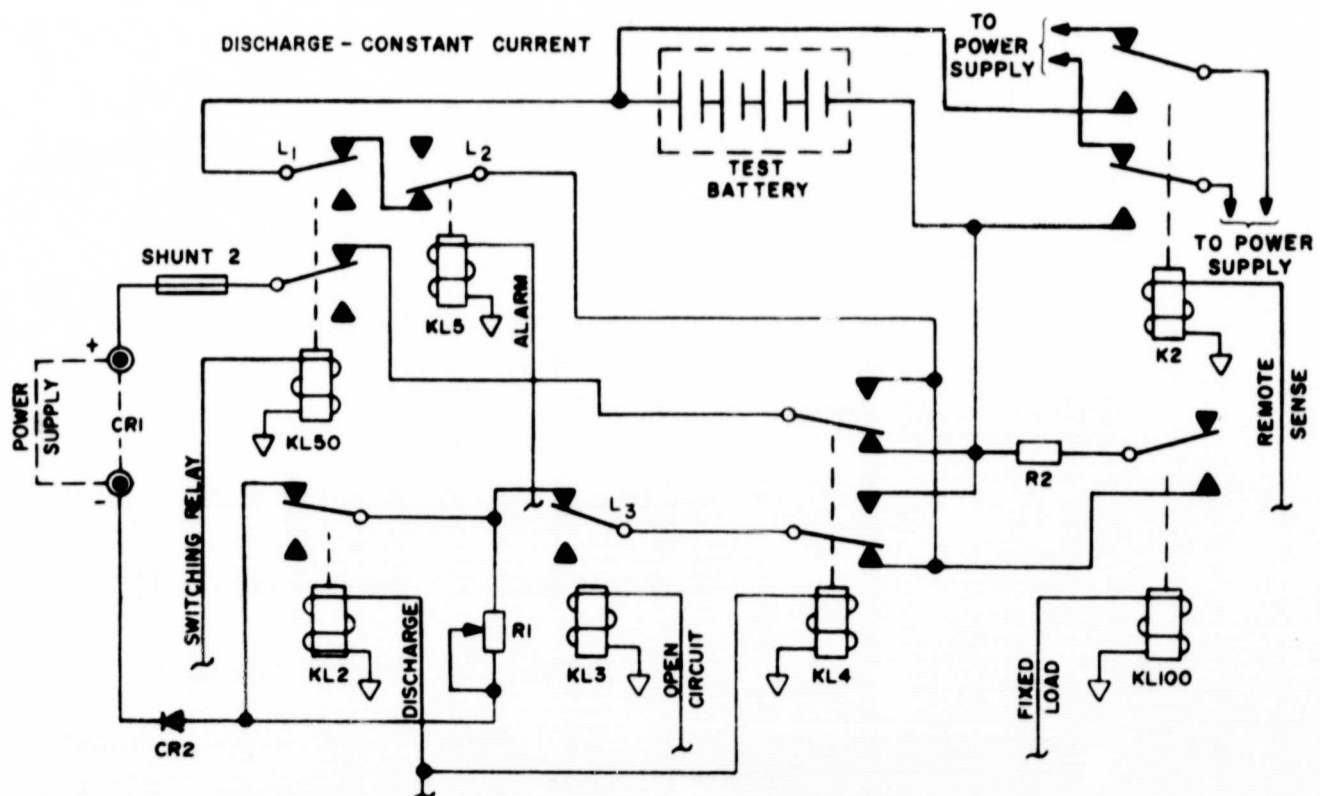 DISCHARGE - CONSTANT CURRENT
TO
POWER
SUPPLY
TEST
BATTERY
L1
L2
SHUNT 2
TO POWER
SUPPLY
KL5
ALARM
K2
REMOTE
SENSE
+
POWER
SUPPLY
CR1
-
KL50
SWITCHING RELAY
R2
L3
KL2
DISCHARGE
R1
KL3
OPEN
CIRCUIT
KL4
FIXED
LOAD
KL100
CR2